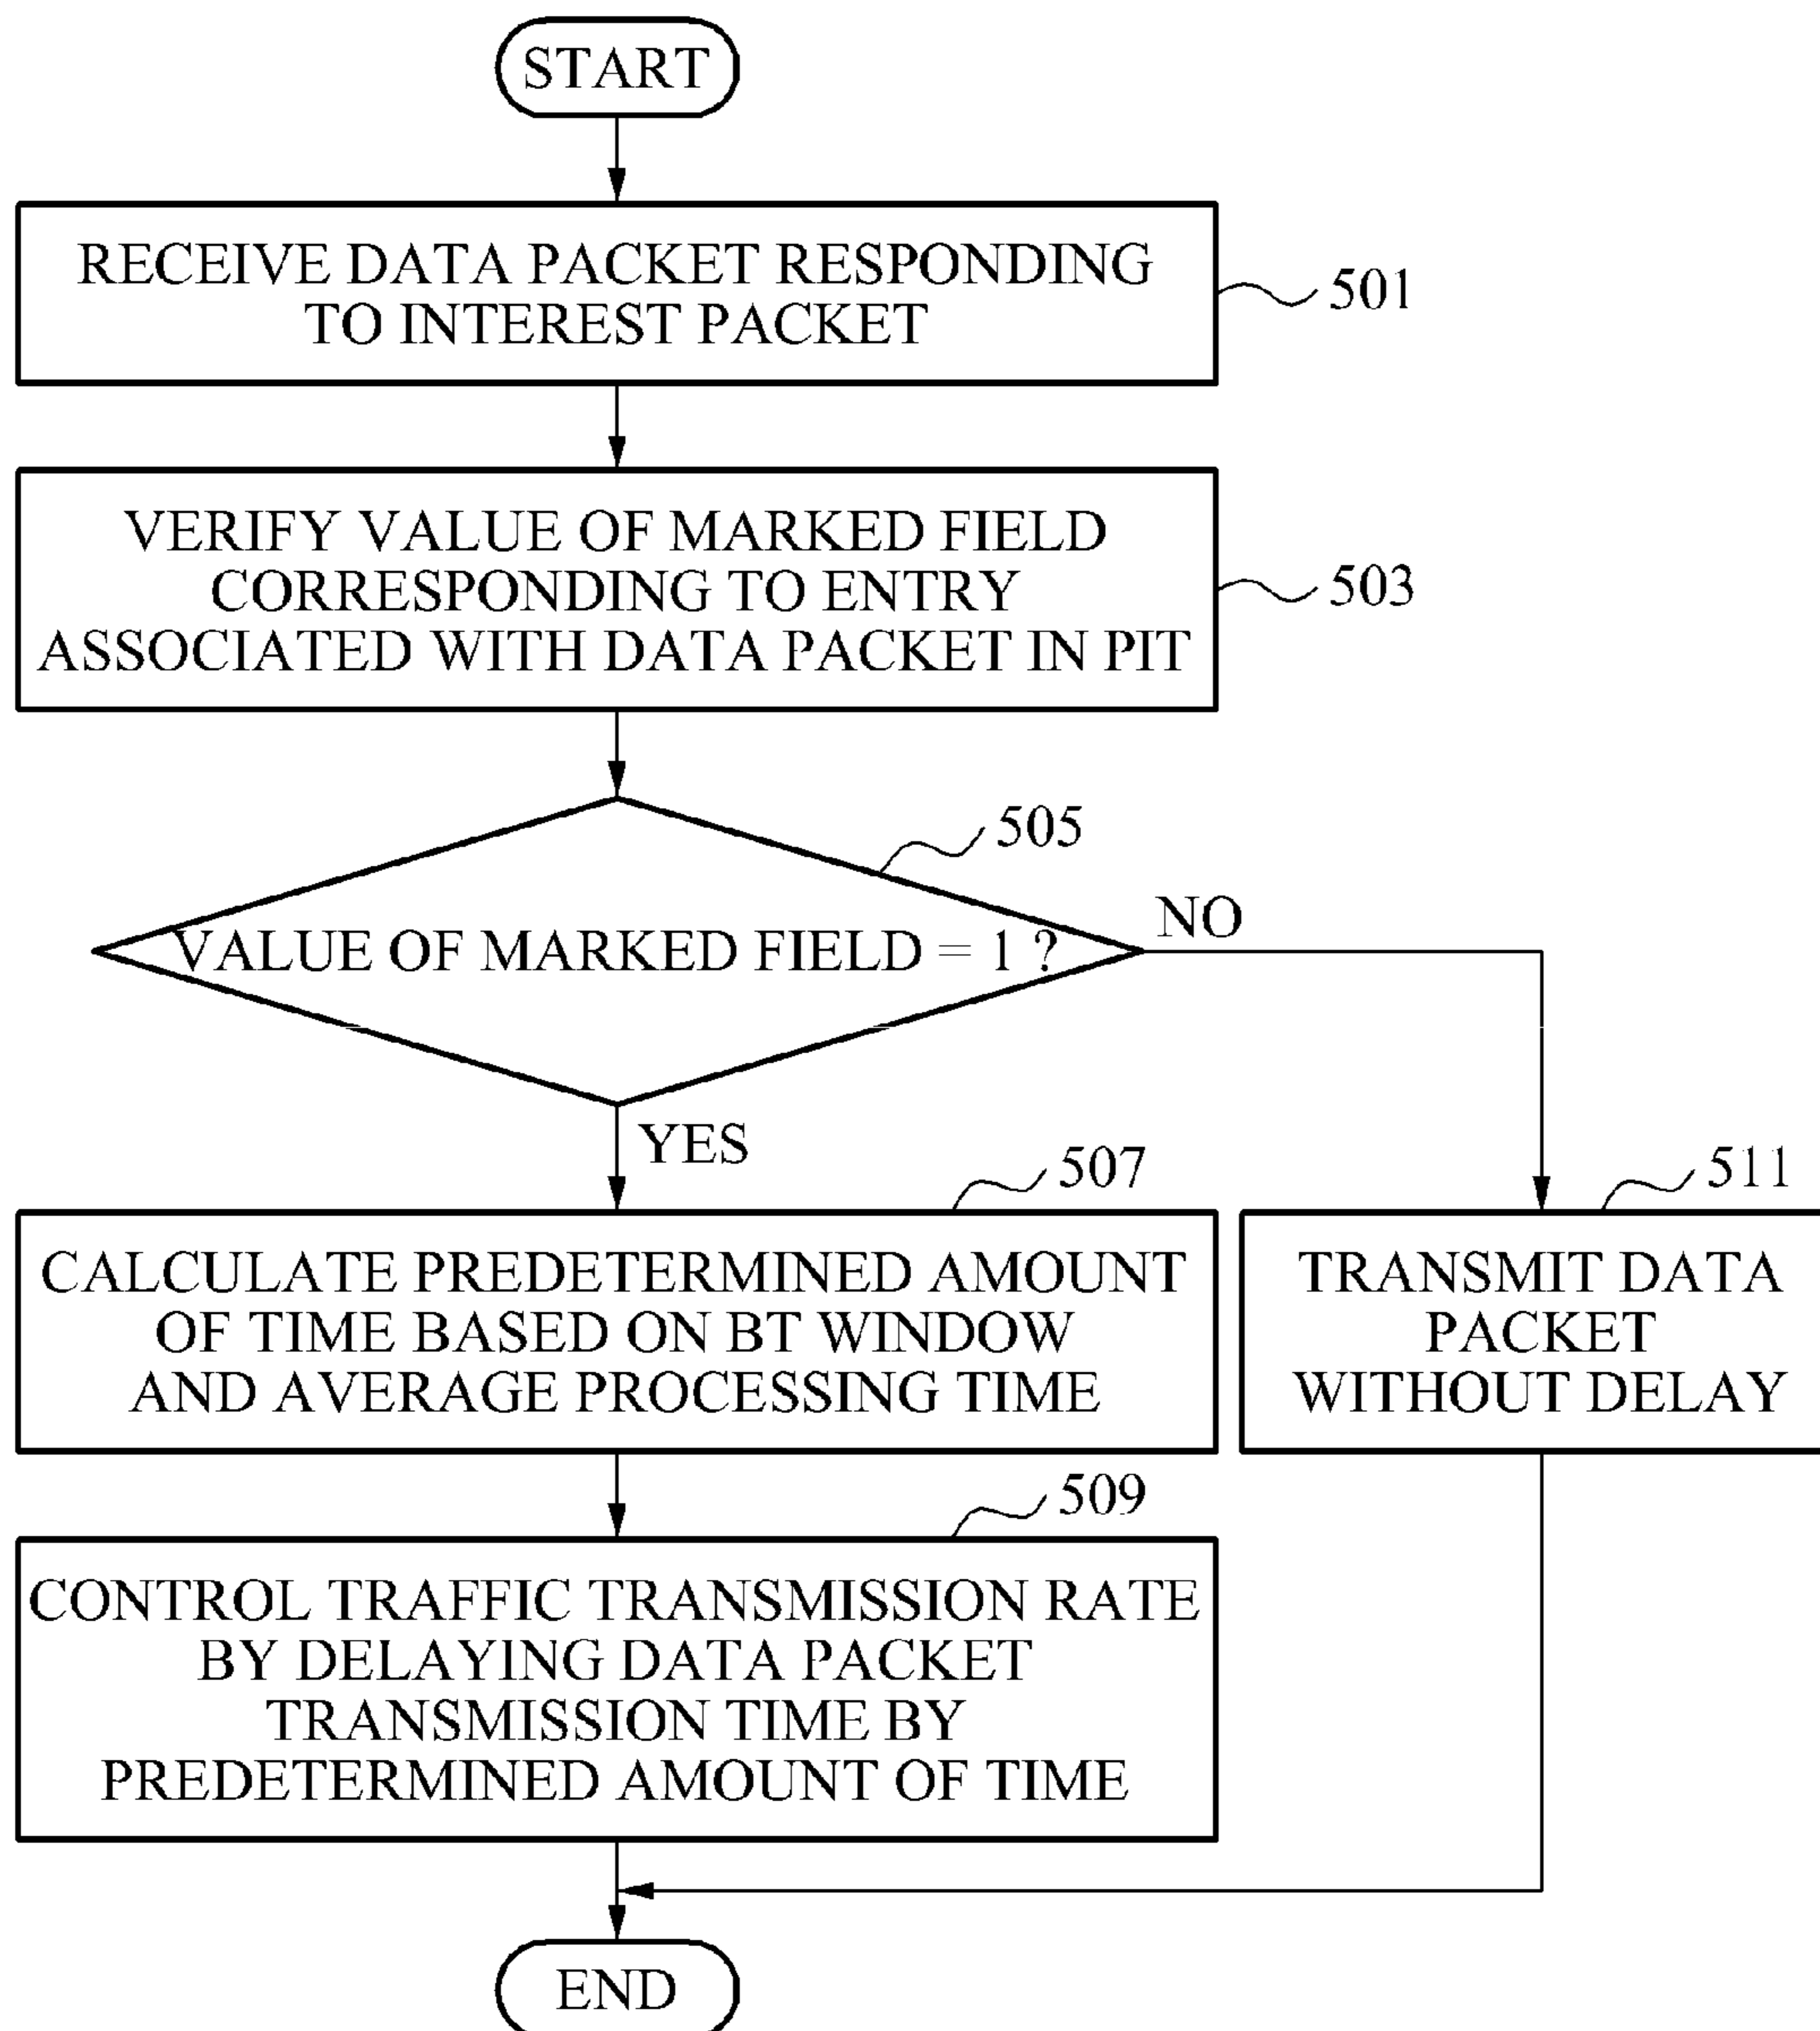 START
RECEIVE DATA PACKET RESPONDING
TO INTEREST PACKET
501
VERIFY VALUE OF MARKED FIELD
CORRESPONDING TO ENTRY
ASSOCIATED WITH DATA PACKET IN PIT
503
505
VALUE OF MARKED FIELD = 1 ?
NO
YES
507
CALCULATE PREDETERMINED AMOUNT
OF TIME BASED ON BT WINDOW
AND AVERAGE PROCESSING TIME
511
TRANSMIT DATA
PACKET
WITHOUT DELAY
509
CONTROL TRAFFIC TRANSMISSION RATE
BY DELAYING DATA PACKET
TRANSMISSION TIME BY
PREDETERMINED AMOUNT OF TIME
END